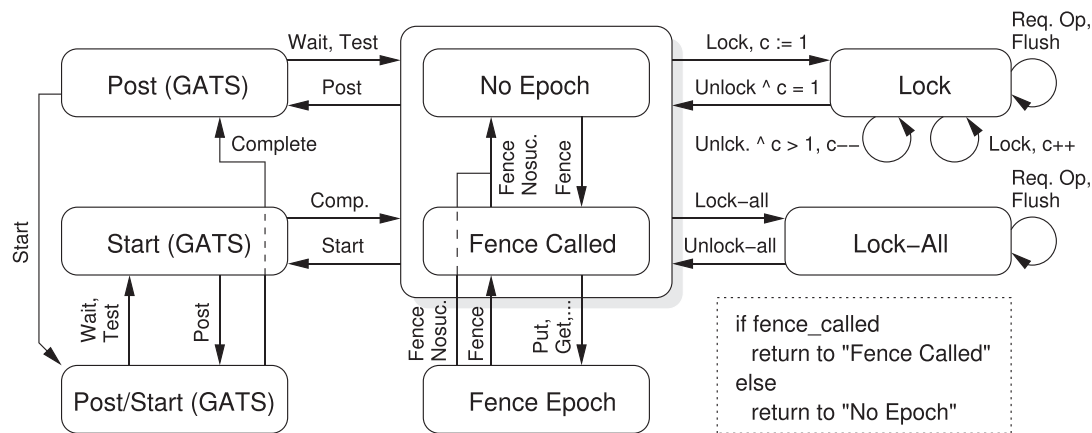 Wait, Test
Post (GATS)
Post
No Epoch
Lock, c := 1
Unlock ^ c = 1
Lock
Req. Op,
Flush
Unlck. ^ c > 1, c−−
Lock, c++
Complete
Fence
Nosuc.
Fence
Start
Start (GATS)
Comp.
Start
Fence Called
Lock−all
Unlock−all
Lock−All
Req. Op,
Flush
Wait,
Test
Post
Fence
Nosuc.
Fence
Put,
Get,...
Post/Start (GATS)
Fence Epoch
if fence_called
return to "Fence Called"
else
return to "No Epoch"